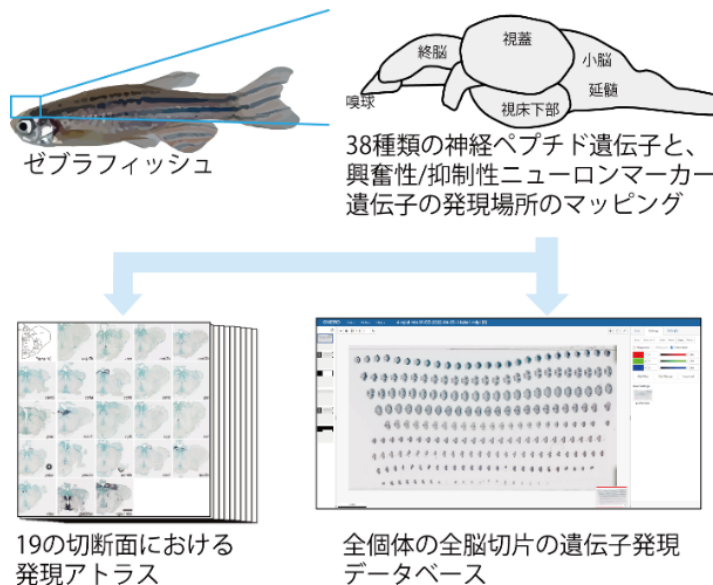 終脳
視蓋
小脳
嗅球
視床下部
延髄
ゼブラフィッシュ
38種類の神経ペプチド遺伝子と、
興奮性/抑制性ニューロンマーカー
遺伝子の発現場所のマッピング
19の切断面における
発現アトラス
全個体の全脳切片の遺伝子発現
データベース